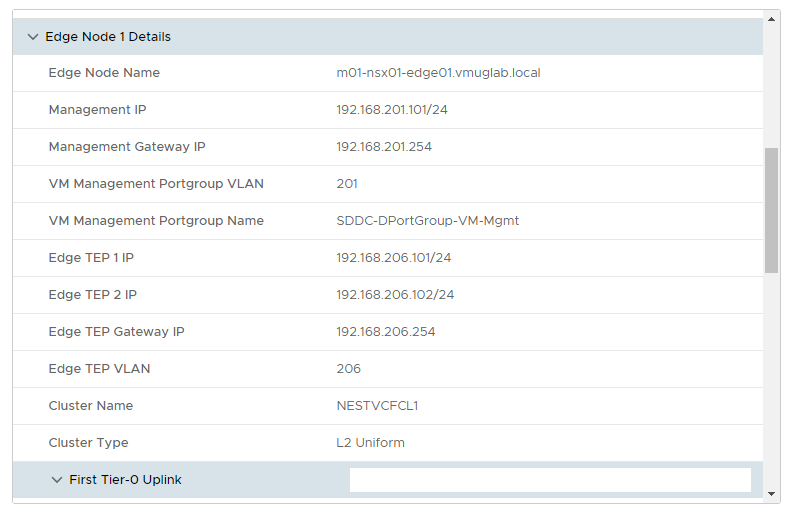 Edge Node 1 Details
Edge Node Name m01-nsx01-edge01.vmuglab.local
Management IP 192.168.201.101/24
Management Gateway IP 192.168.201.254
VM Management Portgroup VLAN 201
VM Management Portgroup Name SDDC-DPortGroup-VM-Mgmt
Edge TEP 1 IP 192.168.206.101/24
Edge TEP 2 IP 192.168.206.102/24
Edge TEP Gateway IP 192.168.206.254
Edge TEP VLAN 206
Cluster Name NESTVCFCL1
Cluster Type L2 Uniform
First Tier-0 Uplink